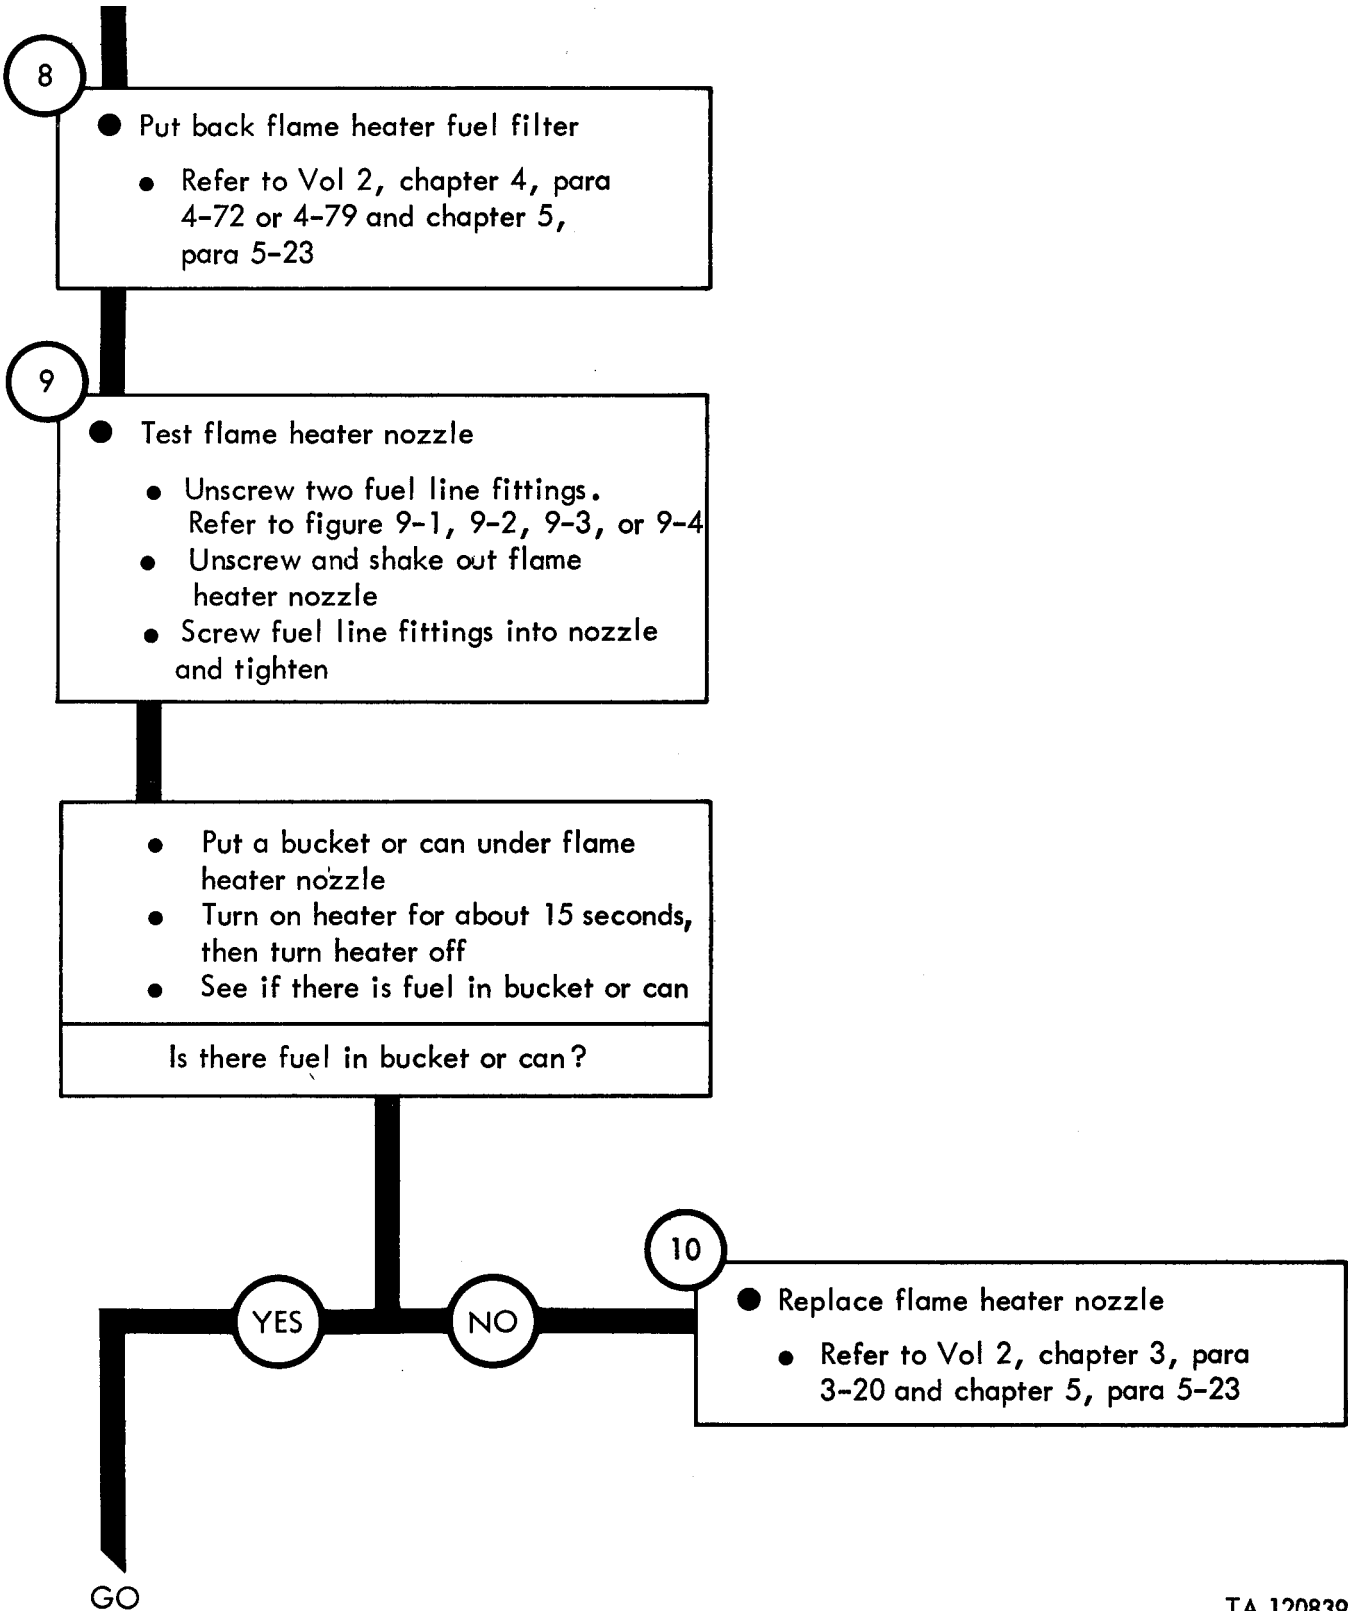 8
● Put back flame heater fuel filter
● Refer to Vol 2, chapter 4, para
4-72 or 4-79 and chapter 5,
para 5-23
9
● Test flame heater nozzle
● Unscrew two fuel line fittings.
Refer to figure 9-1, 9-2, 9-3, or 9-4
● Unscrew and shake out flame
heater nozzle
● Screw fuel line fittings into nozzle
and tighten
● Put a bucket or can under flame
heater nozzle
● Turn on heater for about 15 seconds,
then turn heater off
● See if there is fuel in bucket or can
Is there fuel in bucket or can?
10
YES
NO
● Replace flame heater nozzle
● Refer to Vol 2, chapter 3, para
3-20 and chapter 5, para 5-23
GO
TA 120839